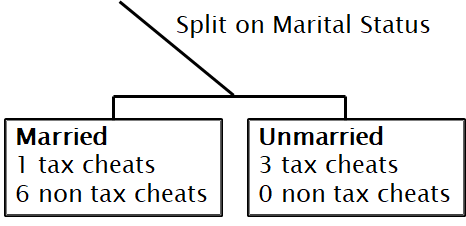 Split on Marital Status
Married
1 tax cheats
6 non tax cheats
Unmarried
3 tax cheats
0 non tax cheats